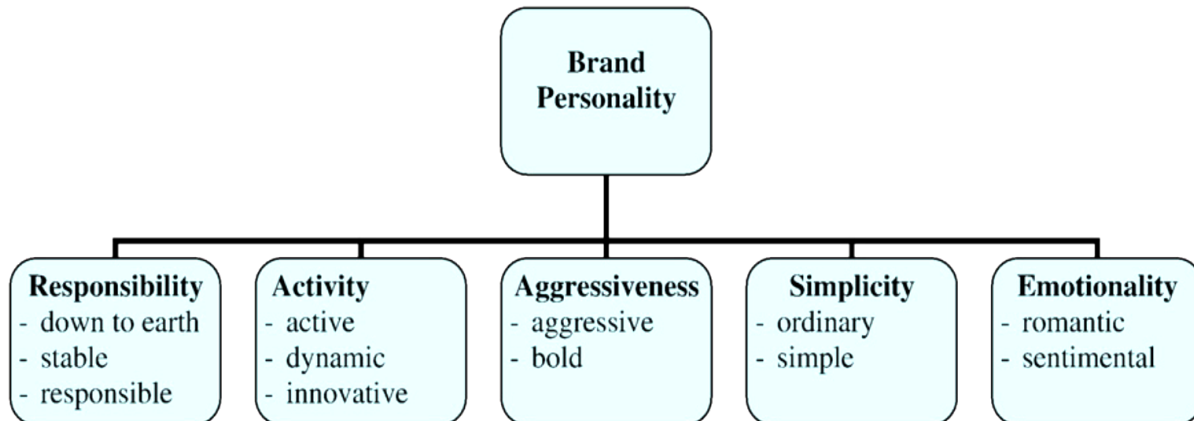 Brand
Personality
Responsibility
- down to earth
- stable
- responsible
Activity
- active
- dynamic
- innovative
Aggressiveness
- aggressive
- bold
Simplicity
- ordinary
- simple
Emotionality
- romantic
- sentimental